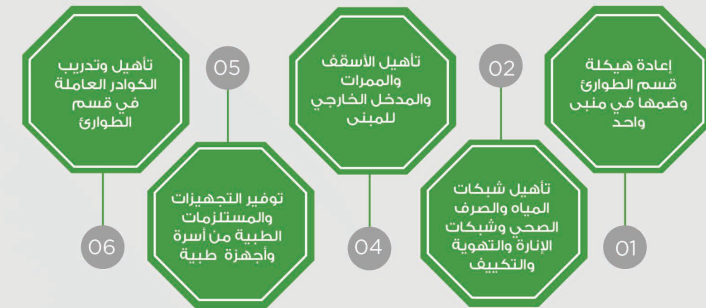 إعادة هيكلة
قسم الطوارئ
وضمها في منبى
واحد
01
02
تأهيل شبكات
المياه والصرف
الصحي وشبكات
الإنارة والتهوية
والتكييف
تأهيل الأسقف
والممرات
والمدخل الخارجي
للمبنى
04
05
توفير التجهيزات
والمستلزمات
الطبية من أسرة
وأجهزة طبية
تأهيل وتدريب
الكوادر العاملة
في قسم
الطوارئ
06